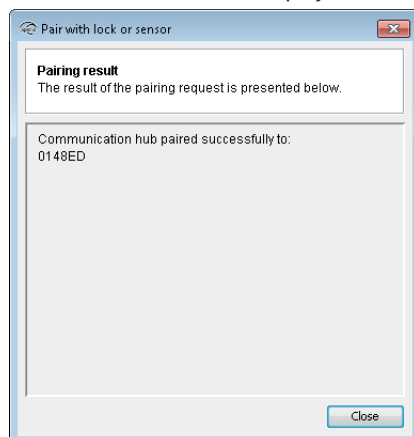 Pair with lock or sensor
Pairing result
The result of the pairing request is presented below.
Communication hub paired successfully to:
0148ED
Close